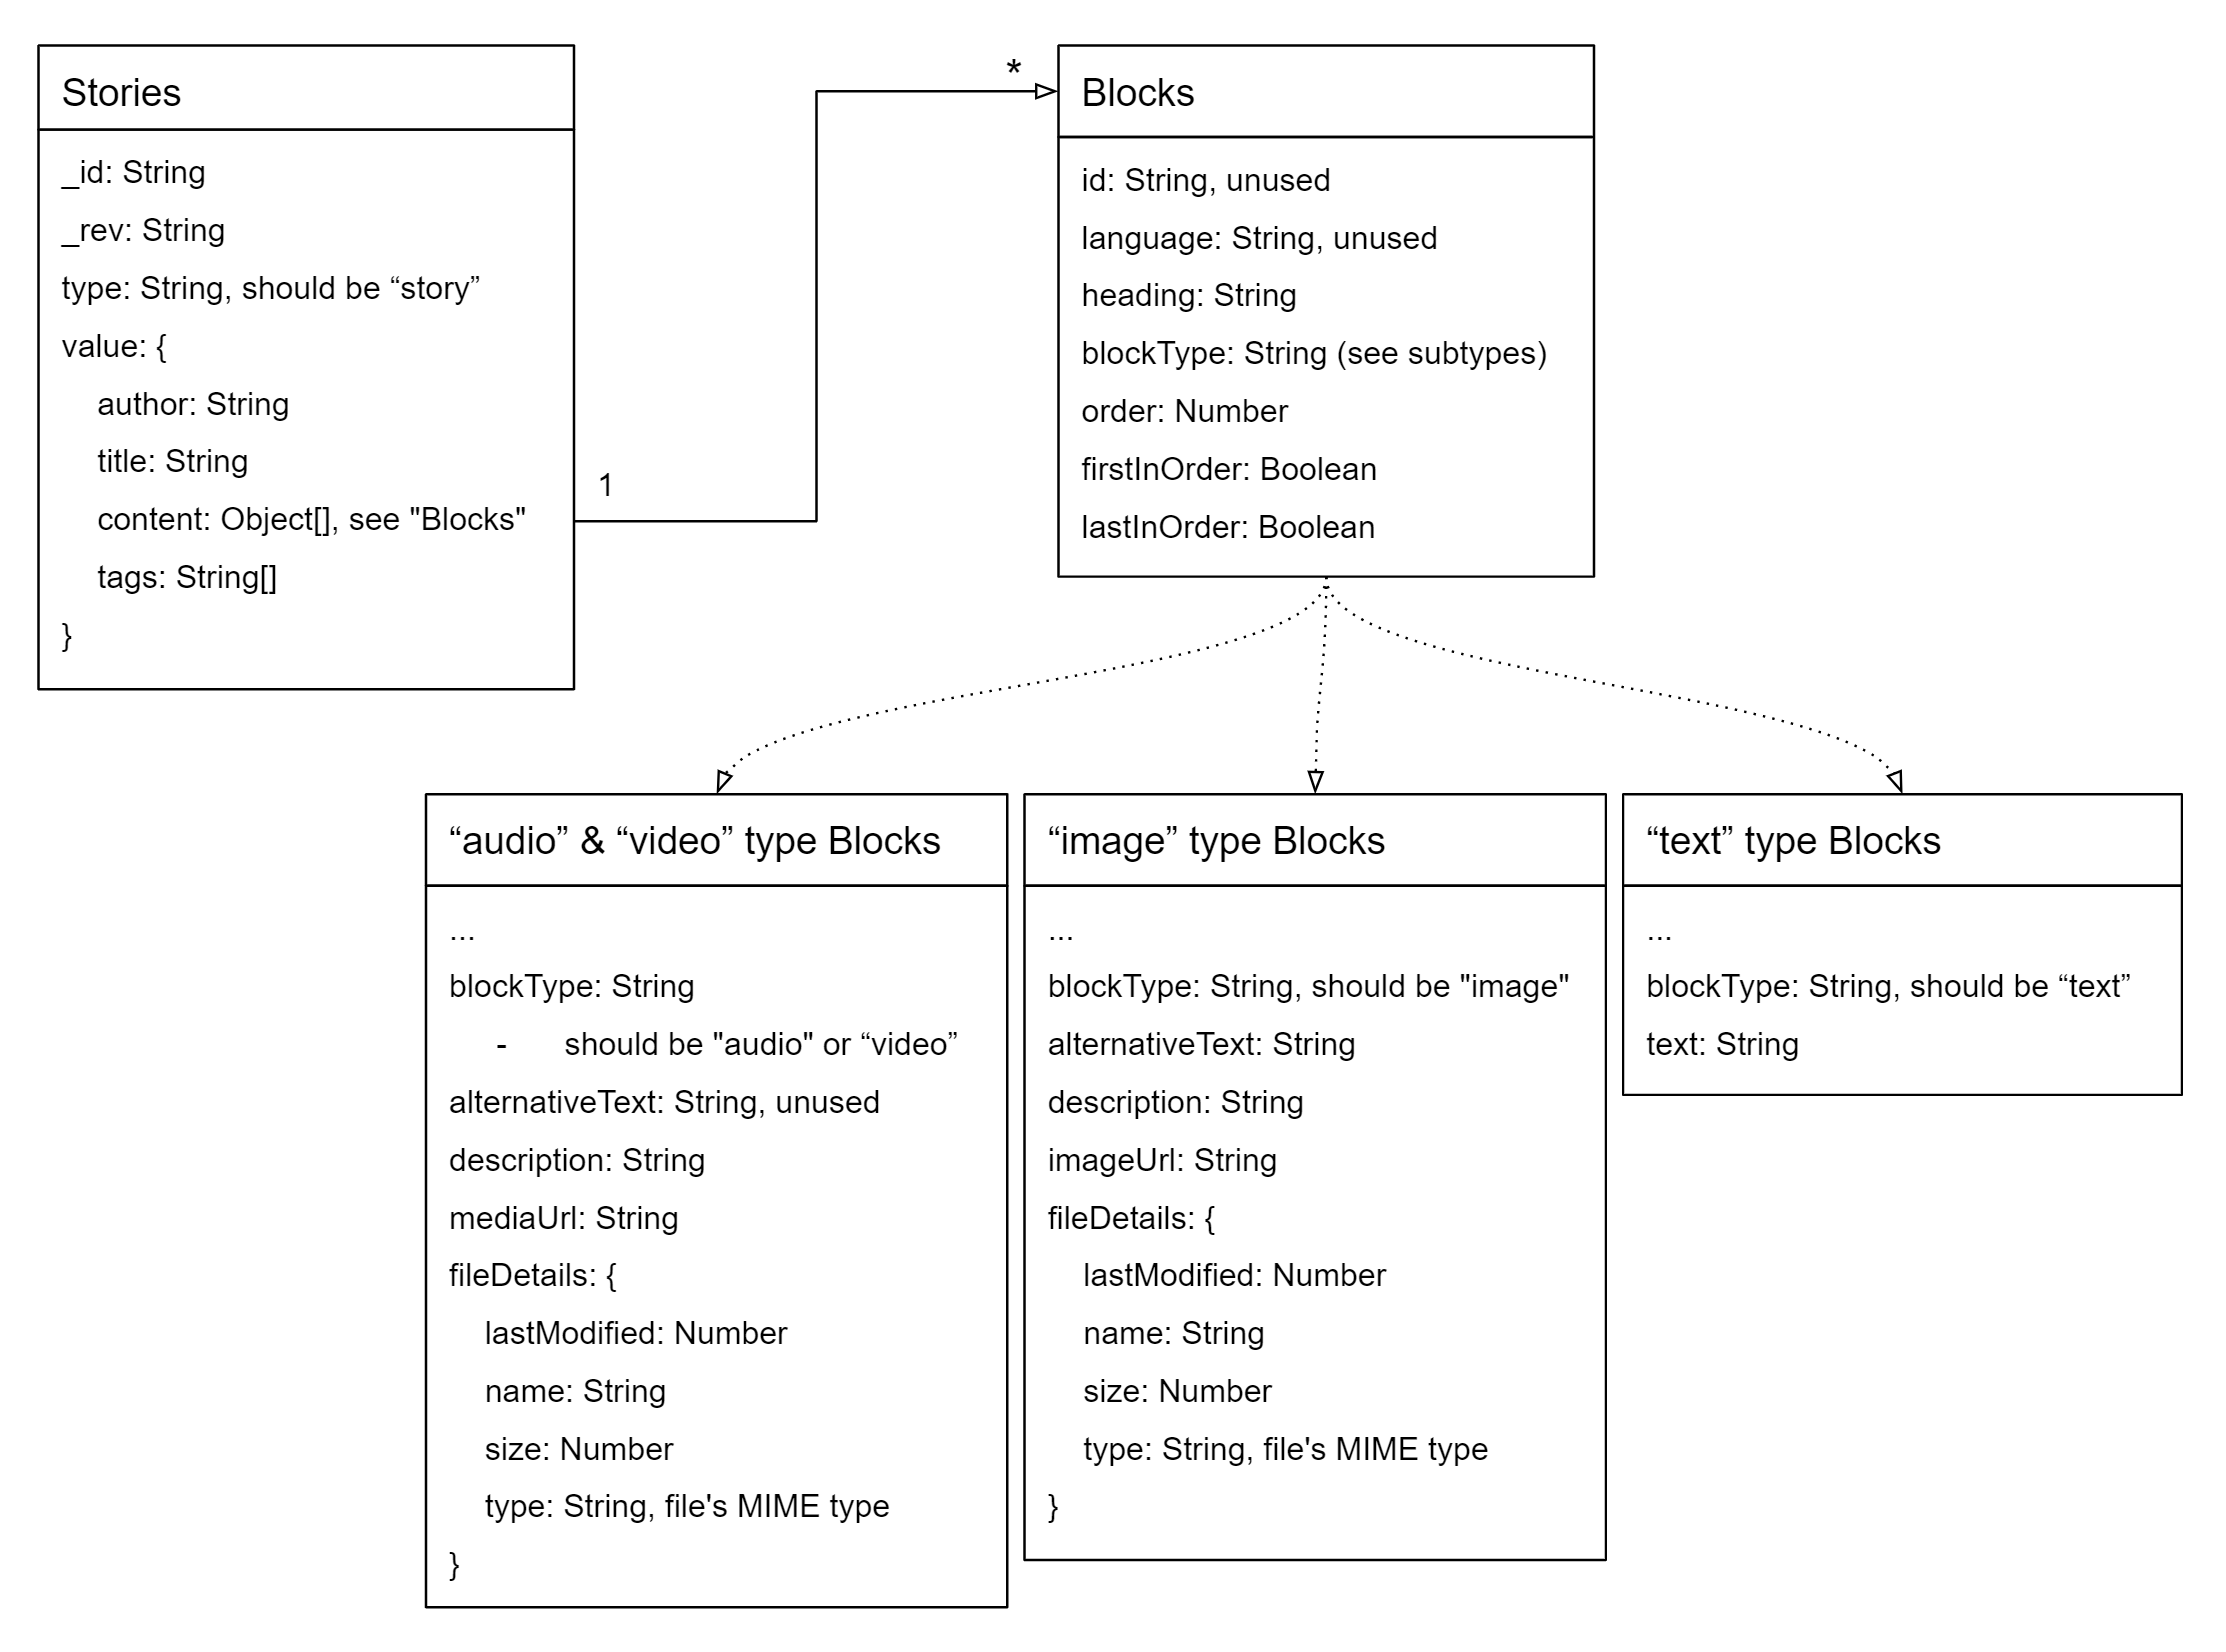 Stories
_id: String
_rev: String
type: String, should be “story”
value: {
author: String
title: String
content: Object[], see "Blocks"
tags: String[]
}
1
*
Blocks
id: String, unused
language: String, unused
heading: String
blockType: String (see subtypes)
order: Number
firstInOrder: Boolean
lastInOrder: Boolean
“audio” & “video” type Blocks
...
blockType: String
- should be "audio" or “video”
alternativeText: String, unused
description: String
mediaUrl: String
fileDetails: {
lastModified: Number
name: String
size: Number
type: String, file's MIME type
}
“image” type Blocks
...
blockType: String, should be "image"
alternativeText: String
description: String
imageUrl: String
fileDetails: {
lastModified: Number
name: String
size: Number
type: String, file's MIME type
}
“text” type Blocks
...
blockType: String, should be “text”
text: String